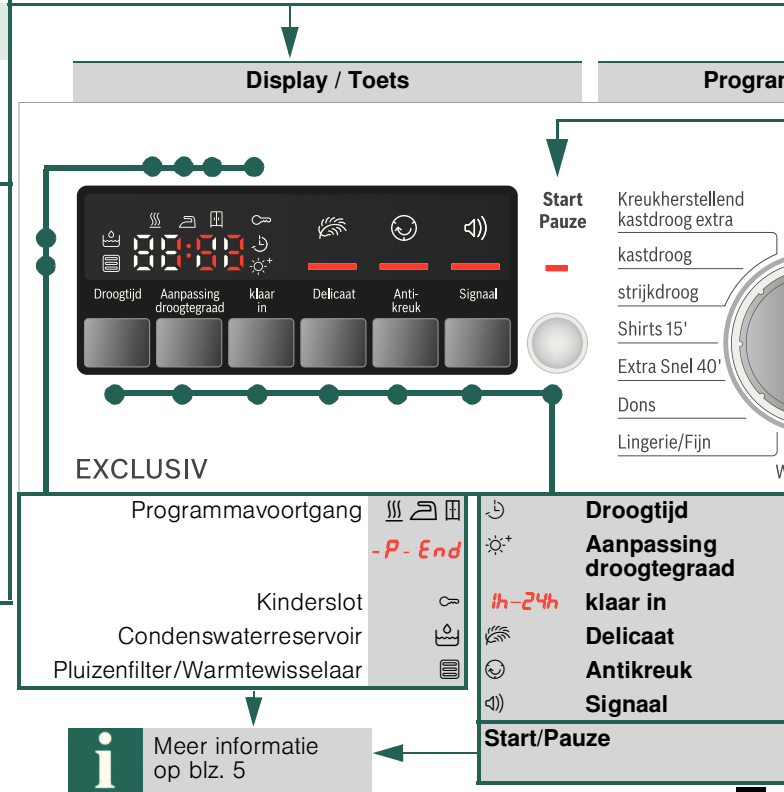 Display / Toets
Start
Pauze
Kreukherstellend
kastdroog extra
kastdroog
strijkdroog
Shirts 15'
Extra Snel 40'
Dons
Lingerie/Fijn
88:88
Droogtijd
Aanpassing
droogtegraad
klaar
in
Delicaat
Anti-
kreuk
Signaal
EXCLUSIV
Programmavoortgang
-P- End
Kinderslot
Condenswaterreservoir
Pluizenfilter/Warmtewisselaar
Droogtijd
Aanpassing
droogtegraad
1h-24h klaar in
Delicaat
Antikreuk
Signaal
Start/Pauze
i
Meer informatie
op blz. 5